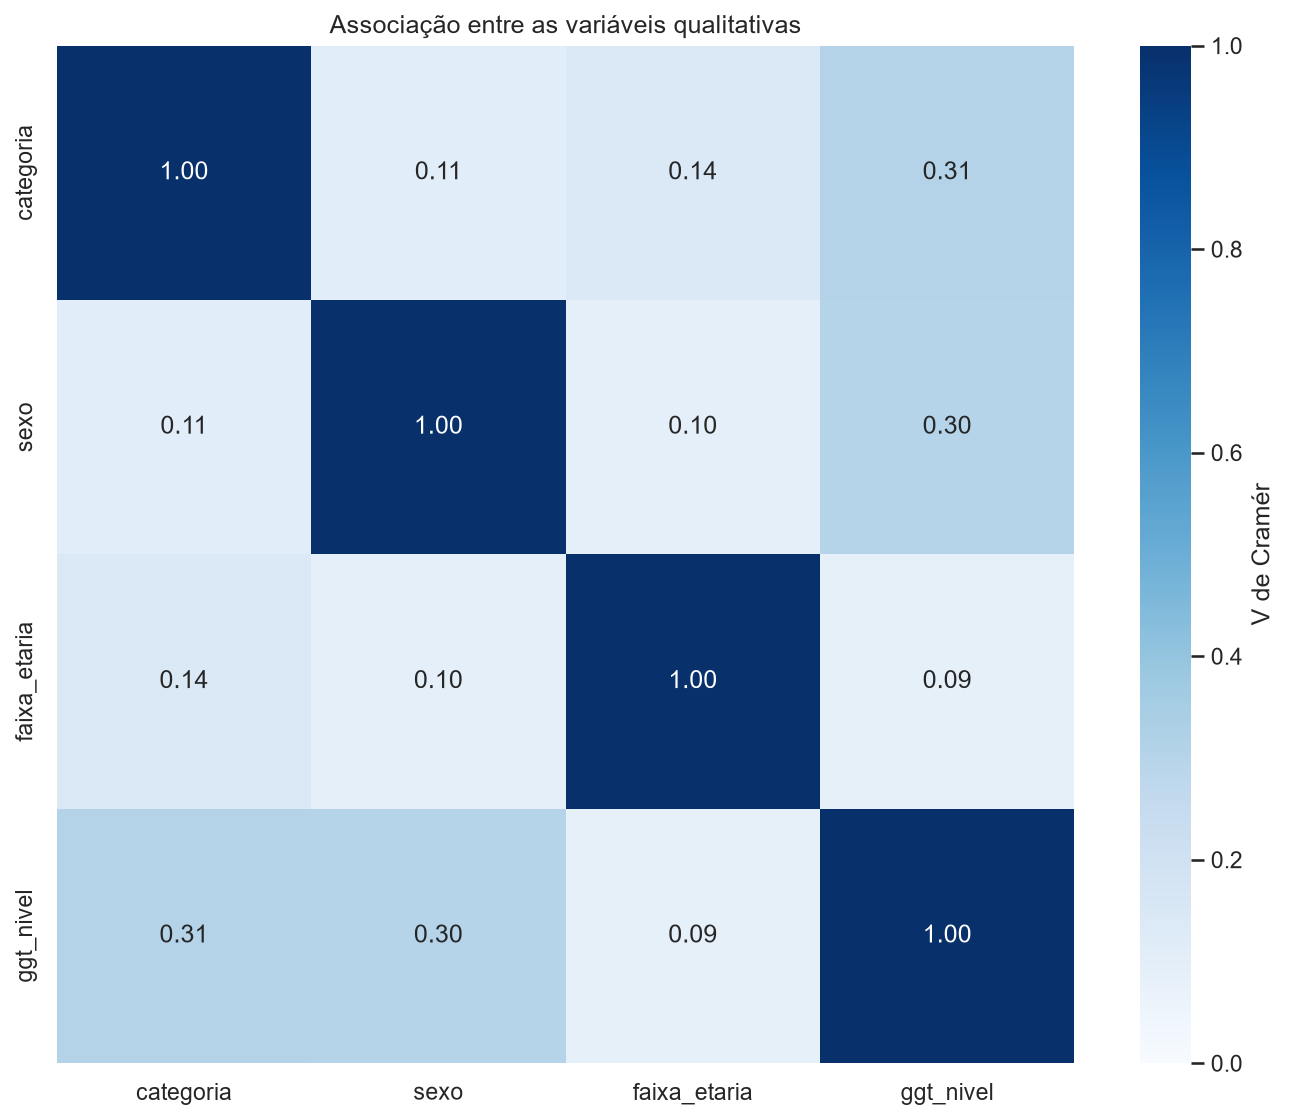 Associação entre as variáveis qualitativas
categoria
1.00
0.11
0.14
0.31
sexo
0.11
1.00
0.10
0.30
faixa_etaria
0.14
0.10
1.00
0.09
ggt_nivel
0.31
0.30
0.09
1.00
categoria
sexo
faixa_etaria
ggt_nivel
1.0
0.8
0.6
0.4
0.2
0.0
V de Cramér